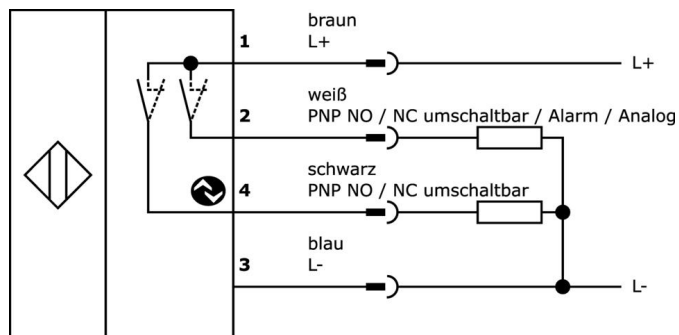 braun
1 L+
L+
weiß
2 PNP NO / NC umschaltbar / Alarm / Analog
schwarz
4 PNP NO / NC umschaltbar
blau
3 L-
L-